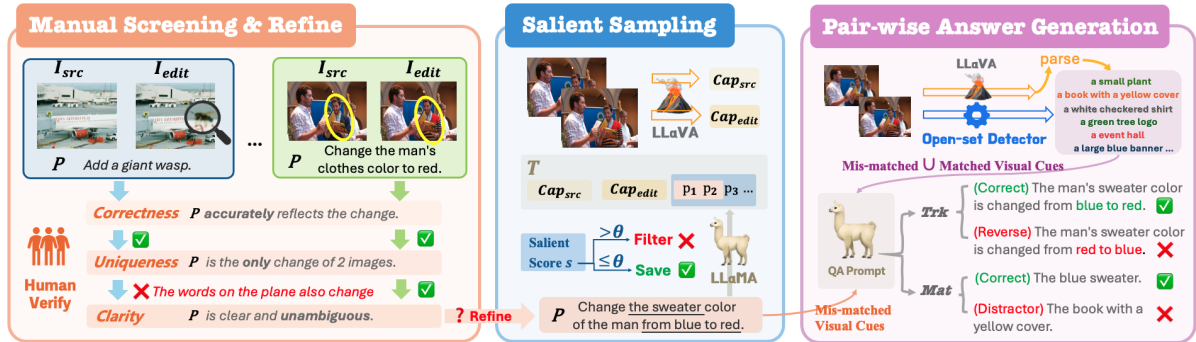 Manual Screening & Refine
I_src
I_edit
P Add a giant wasp.
...
I_src
I_edit
P Change the man's
clothes color to red.
Human
Verify
Correctness P accurately reflects the change.
Uniqueness P is the only change of 2 images.
The words on the plane also change
Clarity P is clear and unambiguous.
? Refine
Salient Sampling
LLaVA
Cap_src
Cap_edit
T
Cap_src Cap_edit p1 p2 p3 ...
Salient
Score s
>θ Filter
≤θ Save
LLaMA
P Change the sweater color
of the man from blue to red.
Pair-wise Answer Generation
LLaVA
parse
Open-set Detector
a small plant
a book with a yellow cover
a white checkered shirt
a green tree logo
a event hall
a large blue banner ...
Mis-matched ∪ Matched Visual Cues
QA Prompt
Mis-matched
Visual Cues
Trk
(Correct) The man's sweater color
is changed from blue to red.
(Reverse) The man's sweater color
is changed from red to blue.
Mat
(Correct) The blue sweater.
(Distractor) The book with a
yellow cover.